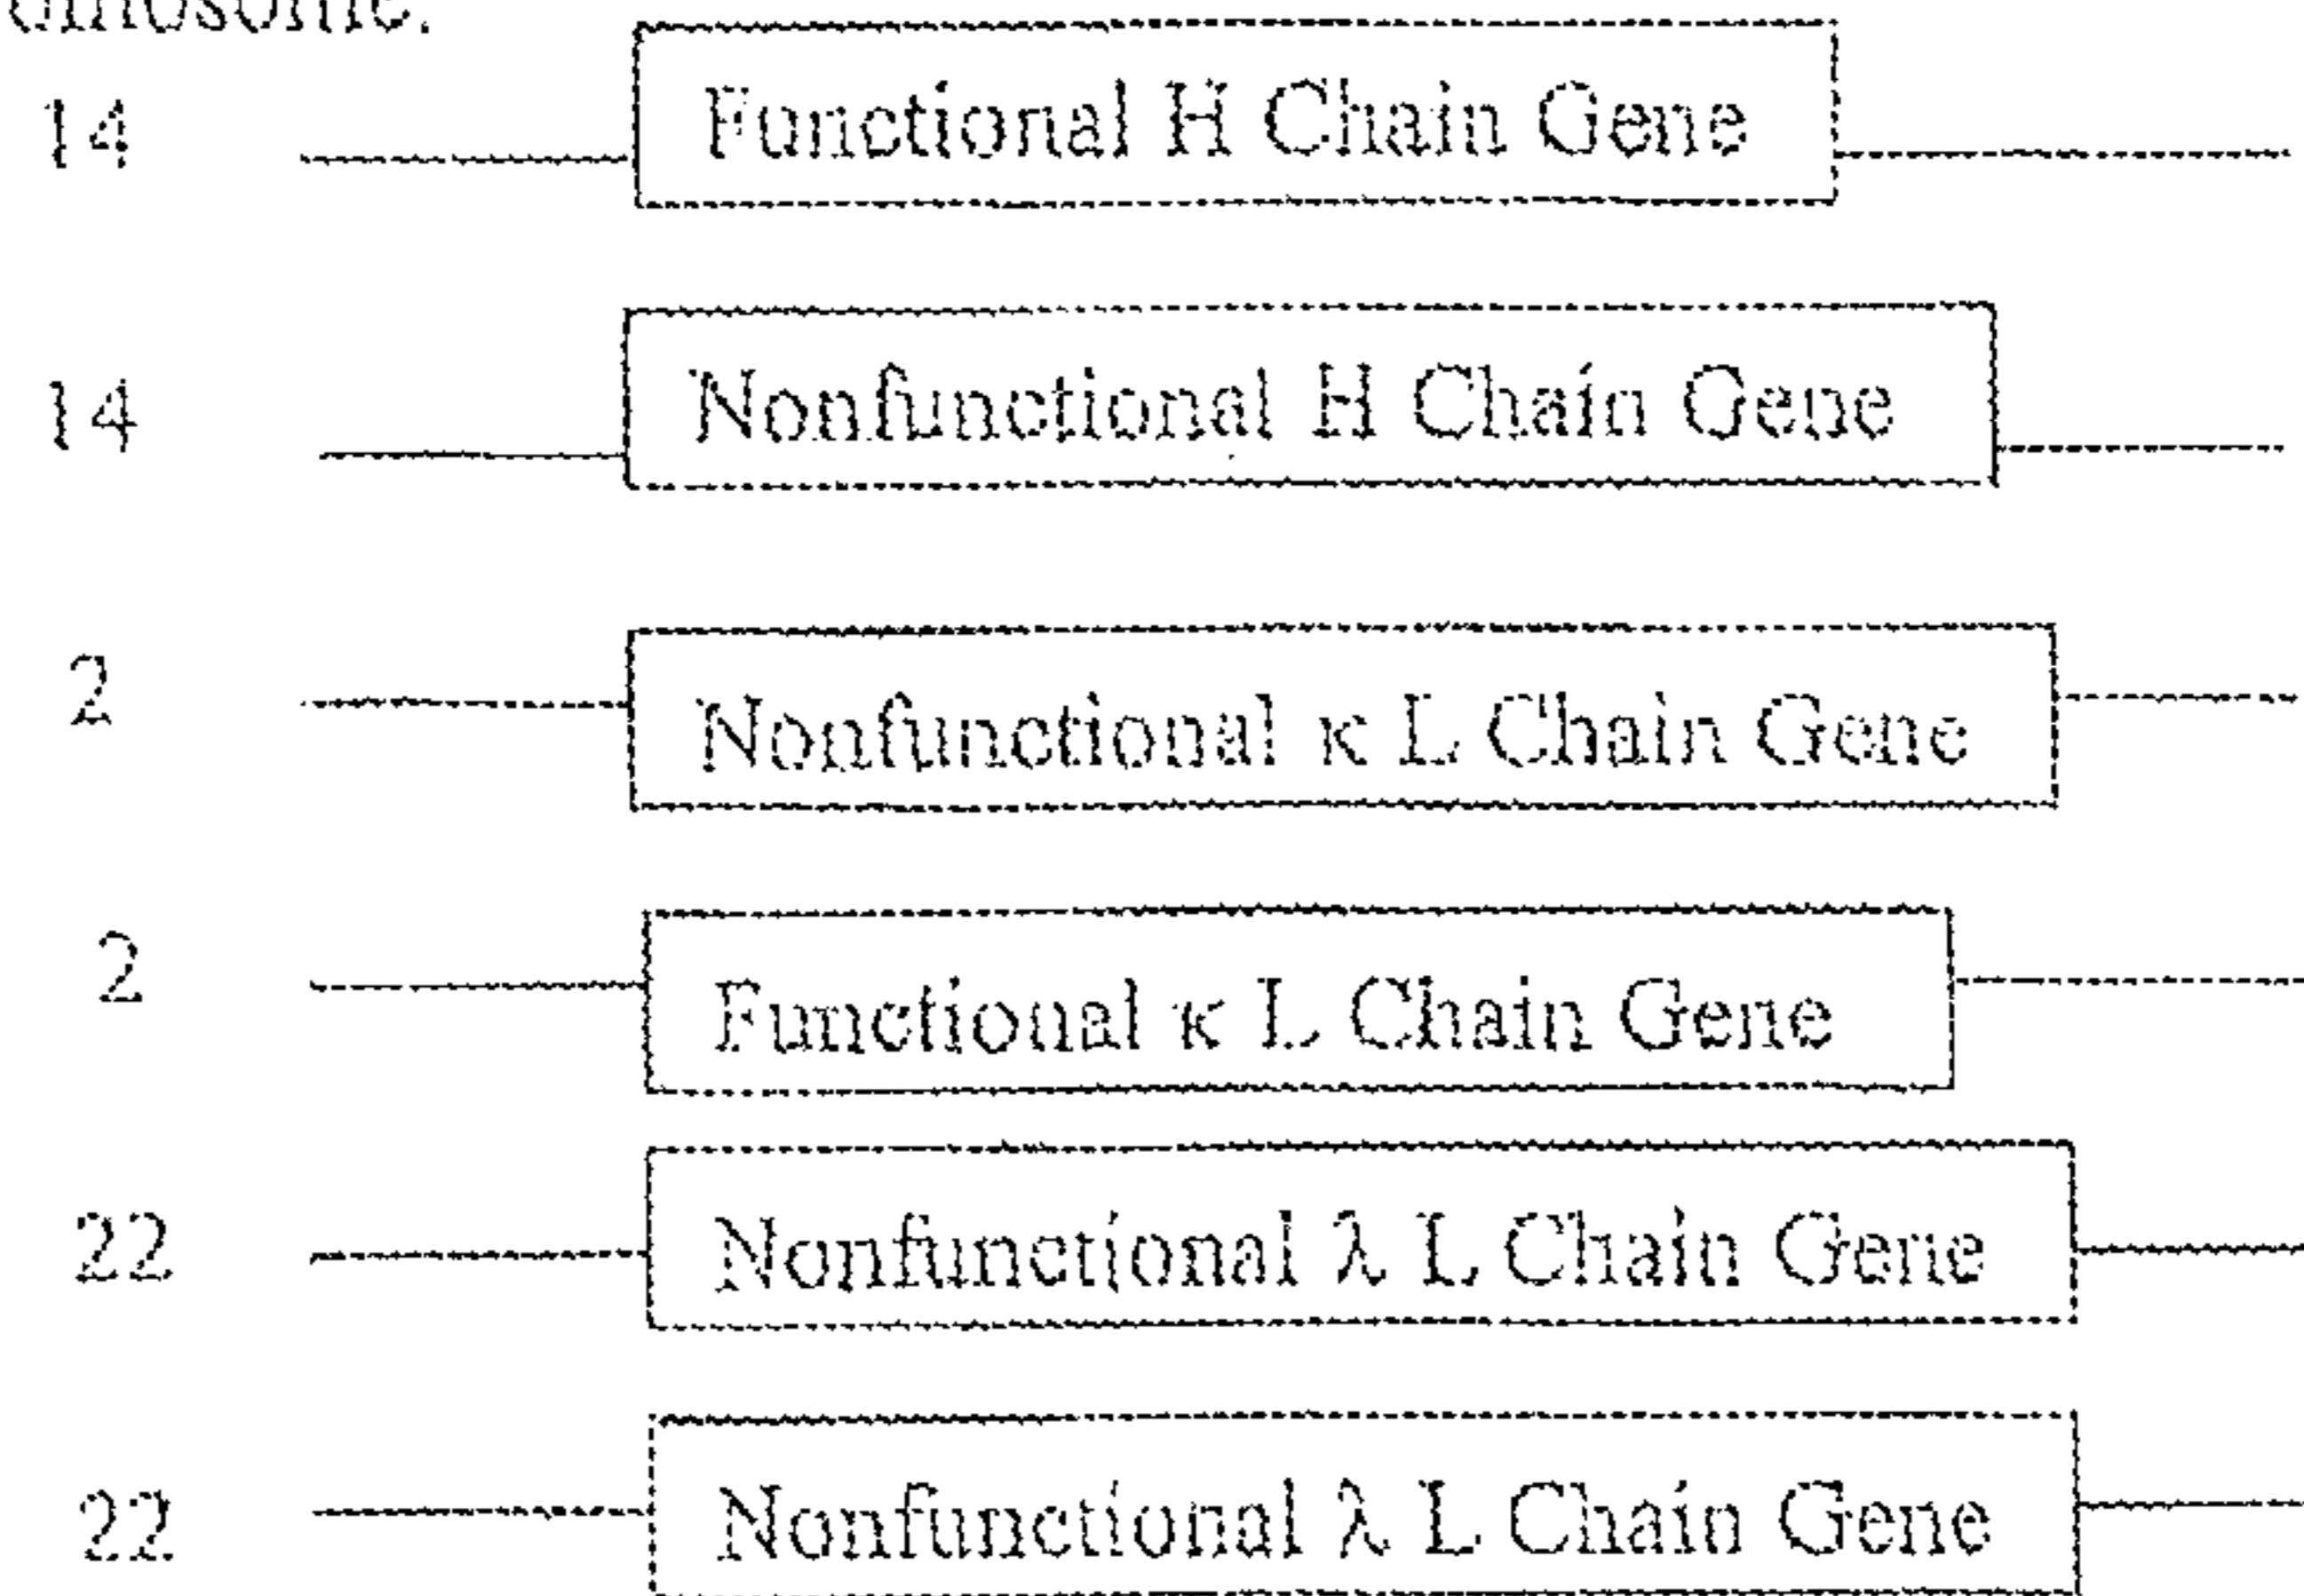 omosome.
14 Functional H Chain Gene
14 Nonfunctional H Chain Gene
2 Nonfunctional κ L Chain Gene
2 Functional κ L Chain Gene
22 Nonfunctional λ L Chain Gene
22 Nonfunctional λ L Chain Gene